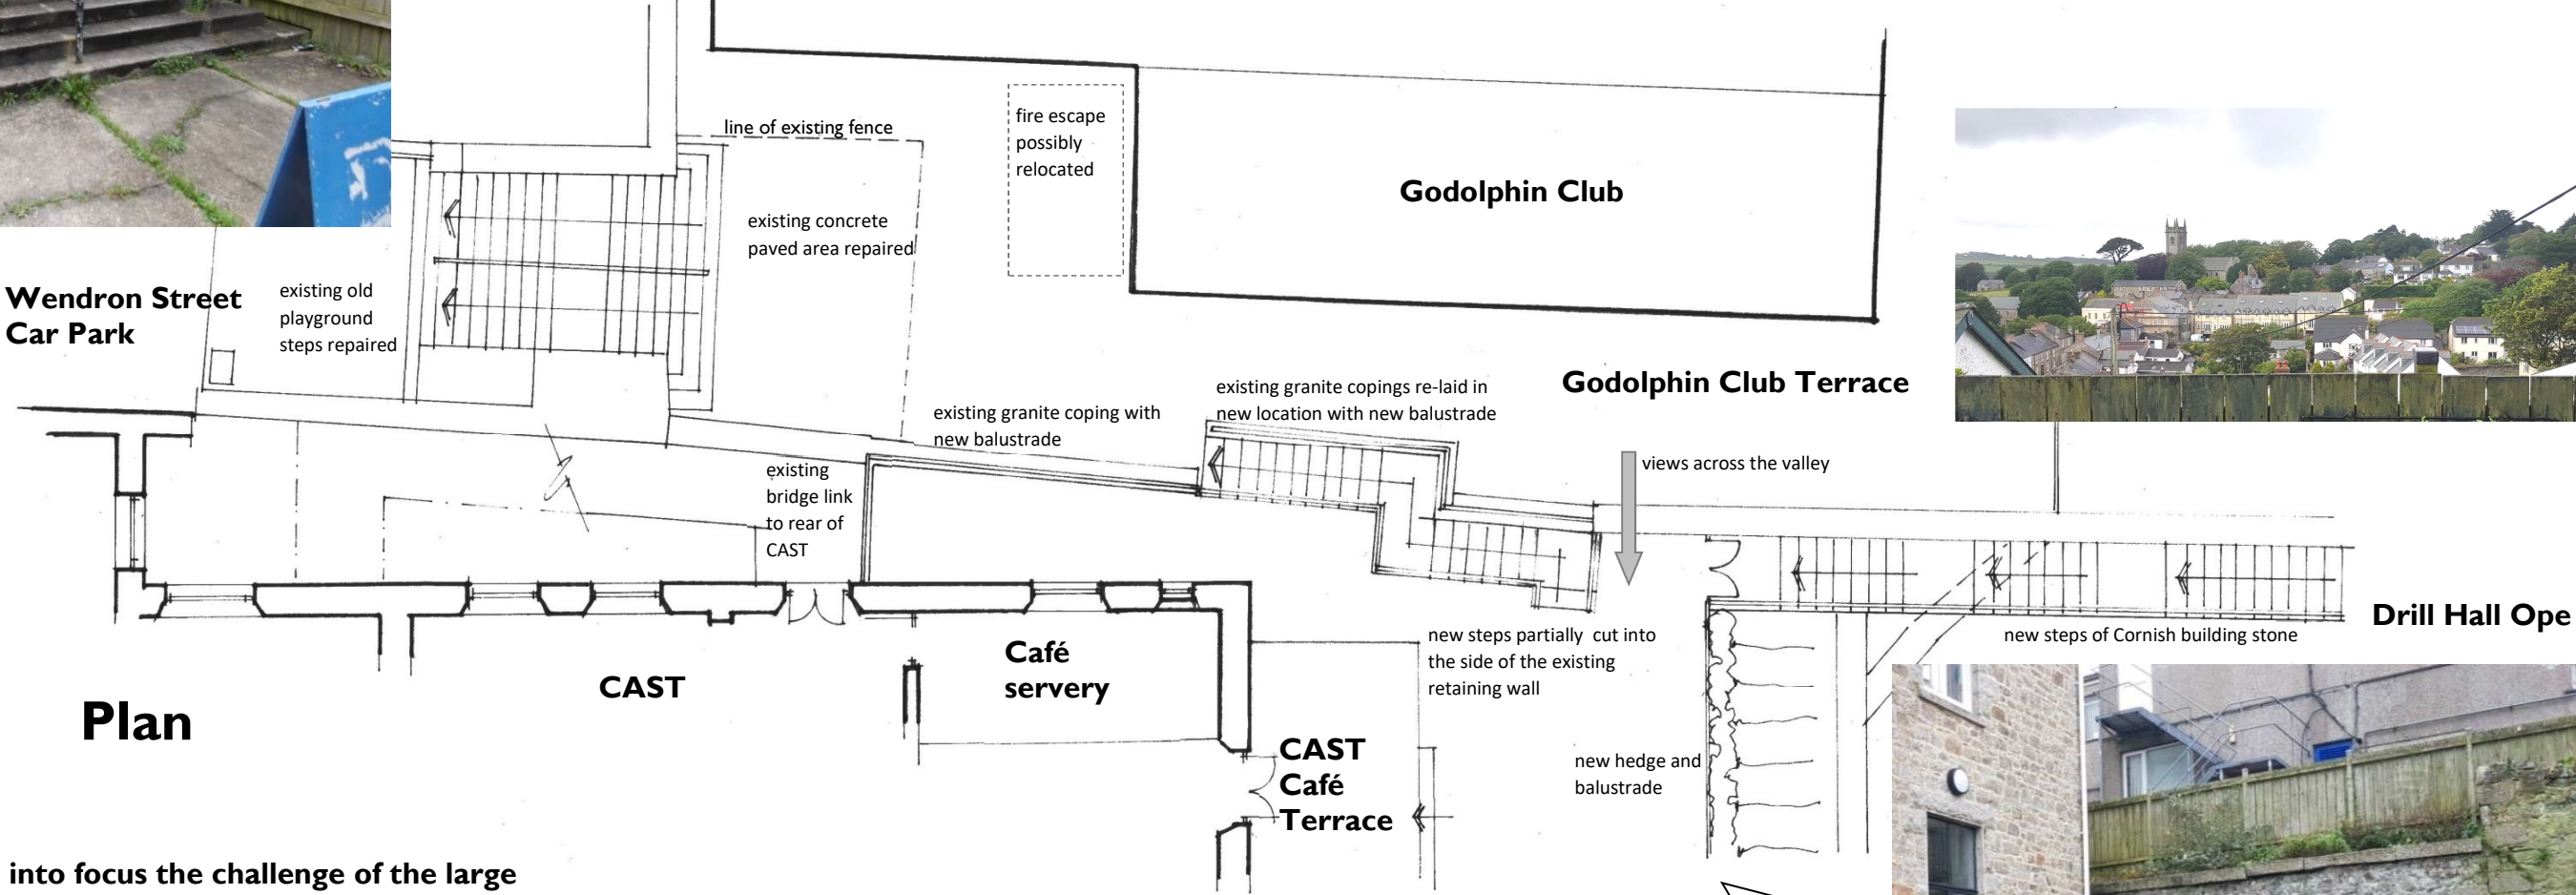 line of existing fence
fire escape
possibly
relocated
Godolphin Club
existing concrete
paved area repaired
Wendron Street
Car Park
existing old
playground
steps repaired
existing granite coping with
new balustrade
existing granite copings re-laid in
new location with new balustrade
Godolphin Club Terrace
existing
bridge link
to rear of
CAST
views across the valley
Drill Hall Ope
new steps of Cornish building stone
new steps partially cut into
the side of the existing
retaining wall
Café
servery
CAST
Plan
CAST
Café
Terrace
new hedge and
balustrade
into focus the challenge of the large